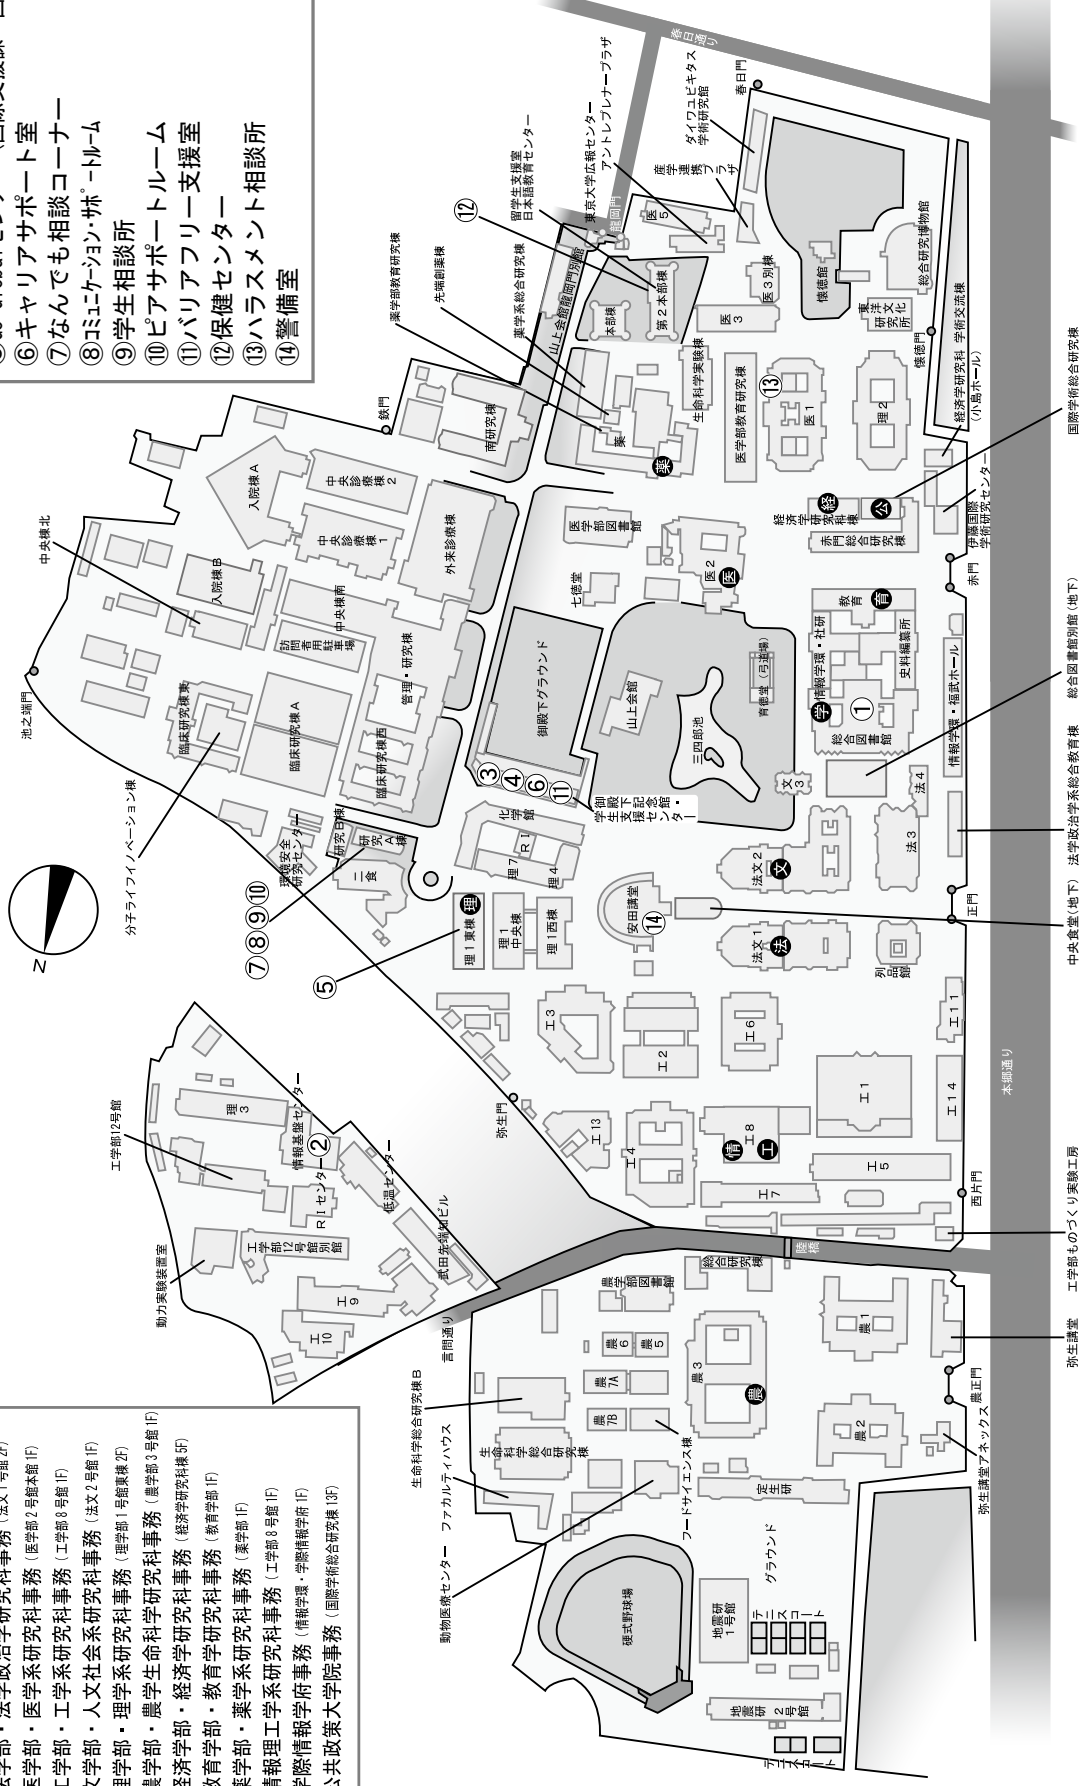 ⑥キャリアサポート室
⑦なんでも相談コーナー
⑧コミュニケーション・サポートルーム
⑨学生相談所
⑩ピアサポートルーム
⑪バリアフリー支援室
⑫保健センター
⑬ハラスメント相談所
⑭警備室
医学部・医学系研究科事務（医学部2号館本館1F）
工学部・工学系研究科事務（工学部8号館1F）
文学部・人文社会系研究科事務（法文2号館1F）
理学部・理学系研究科事務（理学部1号館東棟2F）
農学部・農学生命科学研究科事務（農学部3号館1F）
経済学部・経済学研究科事務（経済学研究科棟5F）
教育学部・教育学研究科事務（教育学部1F）
薬学部・薬学系研究科事務（薬学部1F）
情報理工学系研究科事務（工学部8号館1F）
学際情報学府事務（情報学環・学際情報学府1F）
公共政策大学院事務（国際学術総合研究棟13F）
N
春日通り
春日門
ダイワユビキタス
学術研究館
産学連携プラザ
東京大学広報センター
アントレプレナープラザ
留学生支援室
日本語教育センター
⑫
龍岡門
医5
山上会館龍岡門別館
本部棟
第2本部棟
医3別棟
医3
懐徳館
総合研究博物館
東洋文化
研究所
懐徳門
経済学研究科 学術交流棟
（小島ホール）
国際学術総合研究棟
伊藤国際
学術研究センター
薬学部教育研究棟
先端創薬棟
薬学系総合研究棟
薬
薬
生命科学実験棟
医学部教育研究棟
⑬
医1
理2
経
経済学研究科棟
公
赤門総合研究棟
赤門
鉄門
南研究棟
入院棟A
中央診療棟2
中央診療棟1
外来診療棟
中央棟北
入院棟B
中央棟南
訪問者用駐車場
管理・研究棟
池之端門
臨床研究棟東
臨床研究棟A
臨床研究棟西
分子ライフイノベーション棟
医学部図書館
七徳堂
医2
医
御殿下グラウンド
山上会館
三四郎池
育徳堂（弓道場）
教育
育
情報学環・社研
史料編纂所
学
①
総合図書館
情報学環・福武ホール
総合図書館別館（地下）
③
④
⑥
⑪
御殿下記念館・
学生支援センター
文3
法4
法3
法学政治学系総合教育棟
環境安全
研究センター
研究B棟
研究A棟
二食
⑦⑧⑨⑩
⑤
化学館
RI
理7
理4
理1東棟
理
理1
中央棟
理1西棟
安田講堂
⑭
法文2
文
法文1
法
列品館
正門
中央食堂（地下）
工3
工2
工6
工11
工1
工14
本郷通り
弥生門
工13
工4
情
工8
工
工5
工7
西片門
工学部ものづくり実験工房
陸橋
工学部12号館
理3
情報基盤センター
②
RIセンター
低温センター
工学部12号館別館
動力実験装置室
武田先端知ビル
工9
工10
言問通り
農学部図書館
総合研究棟
農6
農5
農7A
農7B
農3
農
農1
農2
弥生講堂
農正門
弥生講堂アネックス
生命科学総合研究棟B
生命科学総合研究棟
ファカルティハウス
フードサイエンス棟
動物医療センター
定生研
グラウンド
硬式野球場
地震研
1号館
テニスコート
地震研 2号館
テニスコート